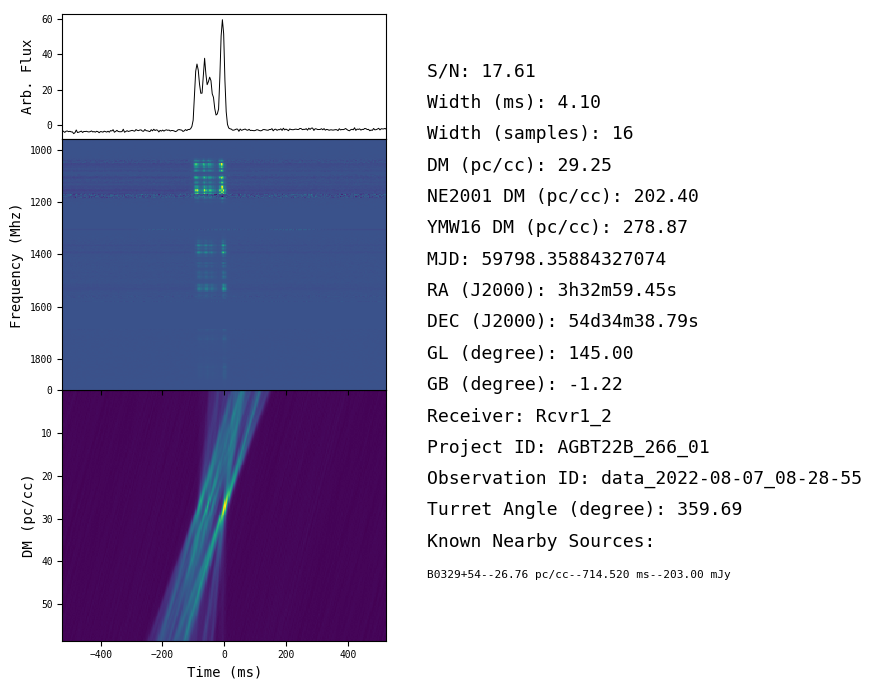 60
40
20
0
Arb. Flux
1000
1200
1400
1600
1800
Frequency (Mhz)
0
10
20
30
40
50
DM (pc/cc)
−400 −200 0 200 400
Time (ms)
S/N: 17.61
Width (ms): 4.10
Width (samples): 16
DM (pc/cc): 29.25
NE2001 DM (pc/cc): 202.40
YMW16 DM (pc/cc): 278.87
MJD: 59798.35884327074
RA (J2000): 3h32m59.45s
DEC (J2000): 54d34m38.79s
GL (degree): 145.00
GB (degree): -1.22
Receiver: Rcvr1_2
Project ID: AGBT22B_266_01
Observation ID: data_2022-08-07_08-28-55
Turret Angle (degree): 359.69
Known Nearby Sources:
B0329+54--26.76 pc/cc--714.520 ms--203.00 mJy